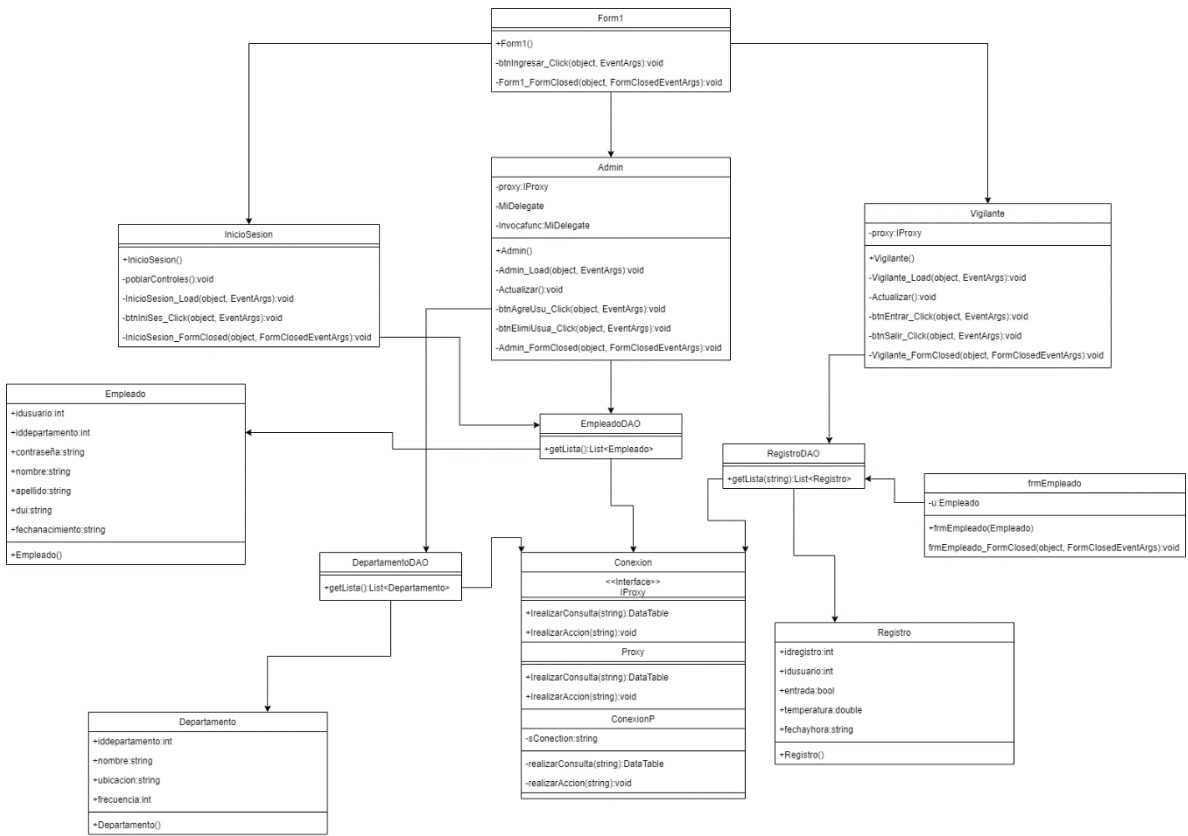 Form1
+Form1()
-btnIngresar_Click(object, EventArgs):void
-Form1_FormClosed(object, FormClosedEventArgs):void
Admin
-proxy:IProxy
-MiDelegate
-Invocafunc:MiDelegate
+Admin()
-Admin_Load(object, EventArgs):void
-Actualizar():void
-btnAgreUsu_Click(object, EventArgs):void
-btnElimiUsua_Click(object, EventArgs):void
-Admin_FormClosed(object, FormClosedEventArgs):void
Vigilante
-proxy:IProxy
+Vigilante()
-Vigilante_Load(object, EventArgs):void
-Actualizar():void
-btnEntrar_Click(object, EventArgs):void
-btnSalir_Click(object, EventArgs):void
-Vigilante_FormClosed(object, FormClosedEventArgs):void
InicioSesion
+InicioSesion()
-poblarControles():void
-InicioSesion_Load(object, EventArgs):void
-btnIniSes_Click(object, EventArgs):void
-InicioSesion_FormClosed(object, FormClosedEventArgs):void
Empleado
+idusuario:int
+iddepartamento:int
+contraseña:string
+nombre:string
+apellido:string
+dui:string
+fechanacimiento:string
+Empleado()
EmpleadoDAO
+getLista():List<Empleado>
RegistroDAO
+getLista(string):List<Registro>
frmEmpleado
-u:Empleado
+frmEmpleado(Empleado)
frmEmpleado_FormClosed(object, FormClosedEventArgs):void
DepartamentoDAO
+getLista():List<Departamento>
Conexion
<<Interface>>
IProxy
+IrealizarConsulta(string):DataTable
+IrealizarAccion(string):void
Proxy
+IrealizarConsulta(string):DataTable
+IrealizarAccion(string):void
ConexionP
-sConection:string
-realizarConsulta(string):DataTable
-realizarAccion(string):void
Registro
+idregistro:int
+idusuario:int
+entrada:bool
+temperatura:double
+fechayhora:string
+Registro()
Departamento
+iddepartamento:int
+nombre:string
+ubicacion:string
+frecuencia:int
+Departamento()